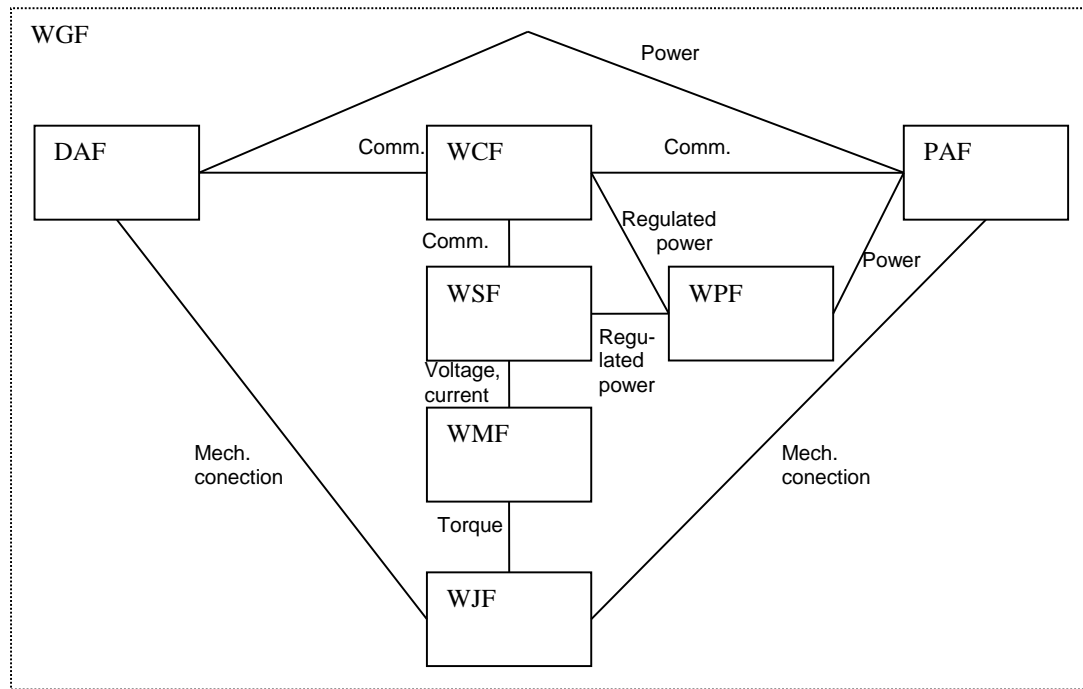 WGF
Power
DAF
Comm.
WCF
Comm.
PAF
Comm.
Regulated
power
Power
WSF
WPF
Regu-
lated
power
Voltage,
current
WMF
Mech.
conection
Mech.
conection
Torque
WJF